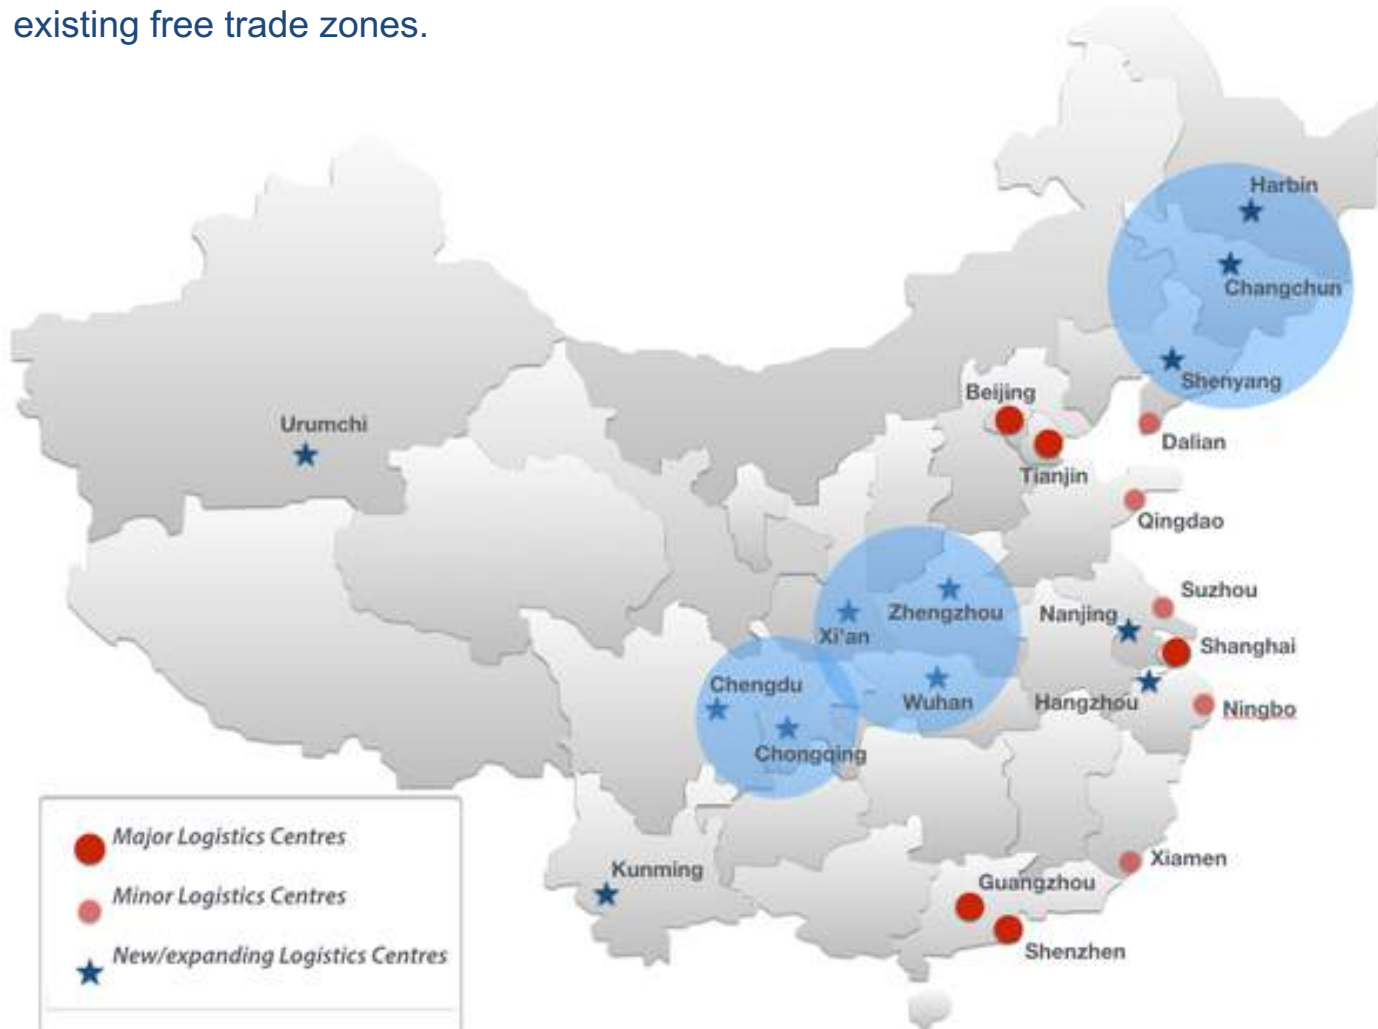 existing free trade zones.
Harbin
Changchun
Shenyang
Beijing
Urumchi
Dalian
Tianjin
Qingdao
Suzhou
Zhengzhou
Nanjing
Xi'an
Shanghai
Chengdu
Wuhan
Hangzhou
Ningbo
Chongqing
Major Logistics Centres
Xiamen
Kunming
Guangzhou
Minor Logistics Centres
Shenzhen
New/expanding Logistics Centres